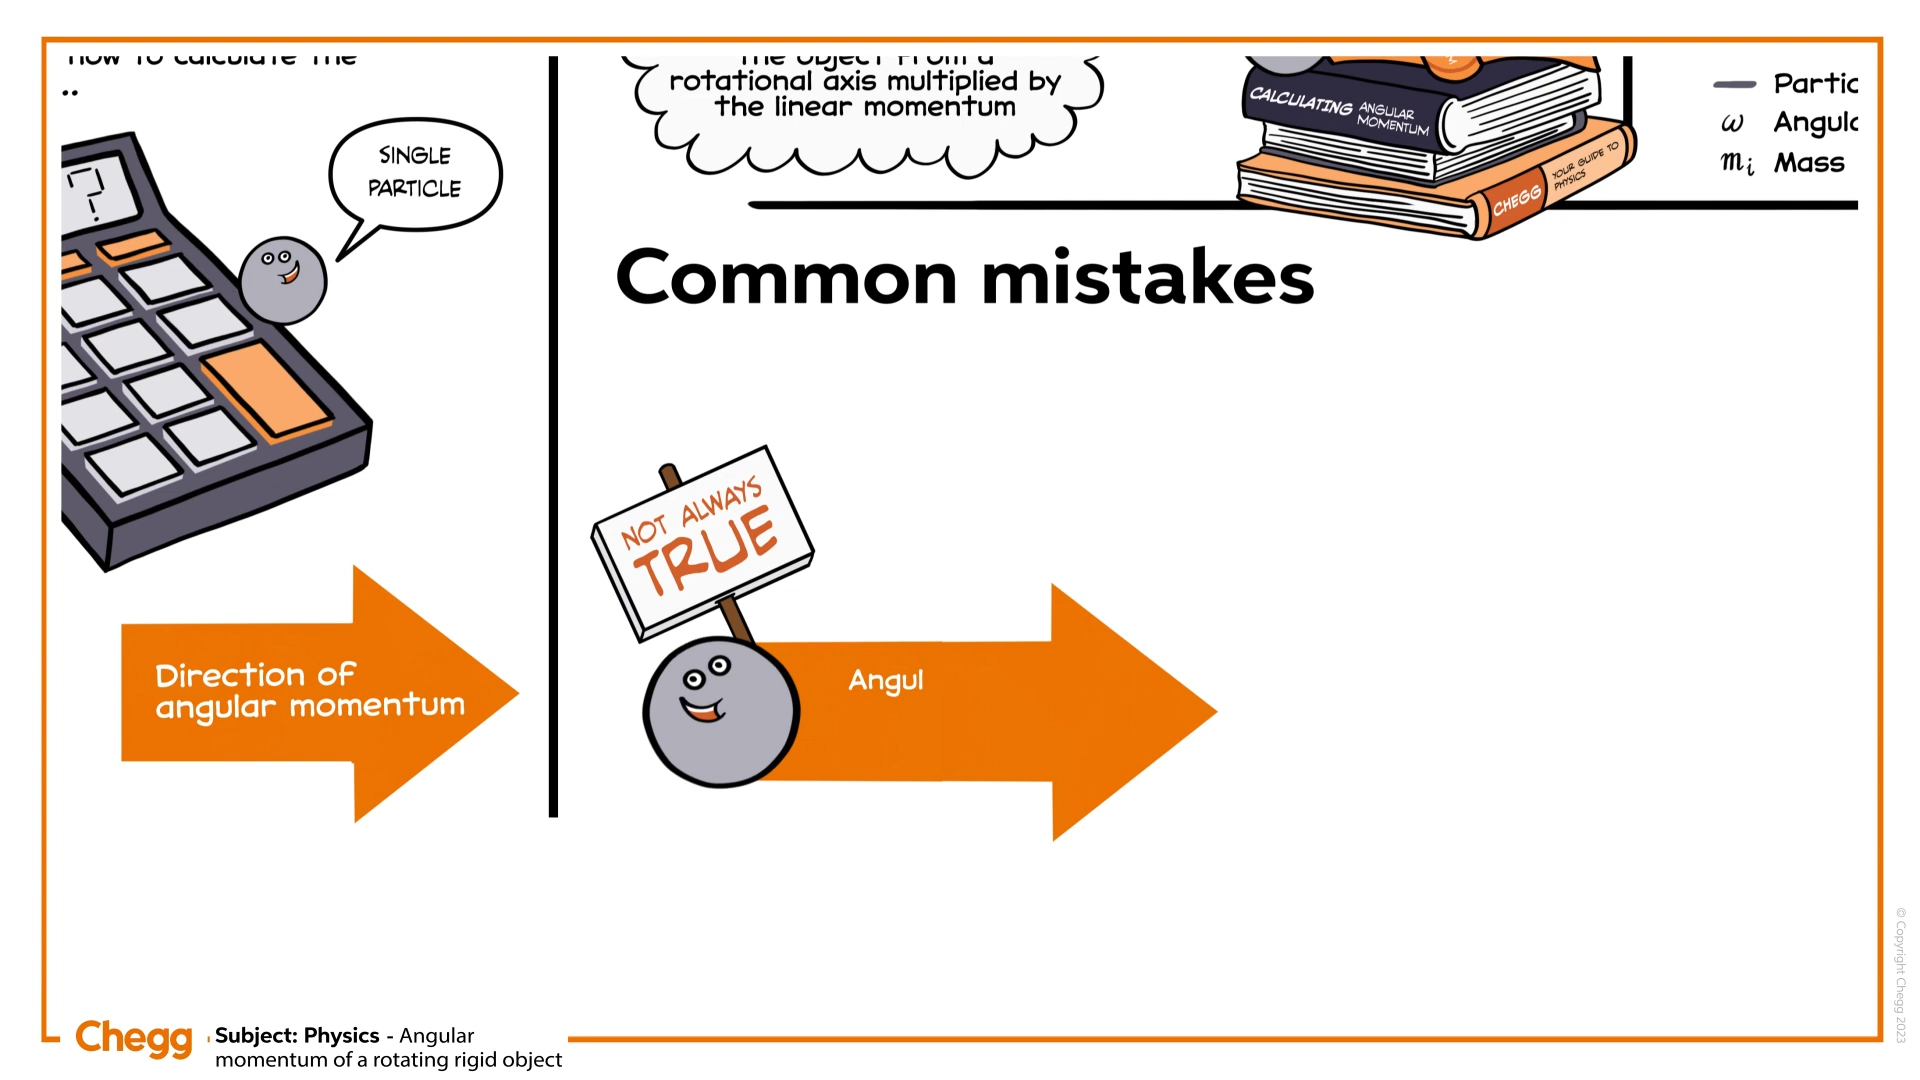 how to calculate the
..
SINGLE
PARTICLE
?
Direction of
angular momentum
the object from a
rotational axis multiplied by
the linear momentum
CALCULATING ANGULAR
MOMENTUM
CHEGG YOUR GUIDE TO
PHYSICS
Partic
ω Angula
mᵢ Mass
Common mistakes
NOT ALWAYS
TRUE
Angul
Chegg
Subject: Physics - Angular
momentum of a rotating rigid object
© Copyright Chegg 2023